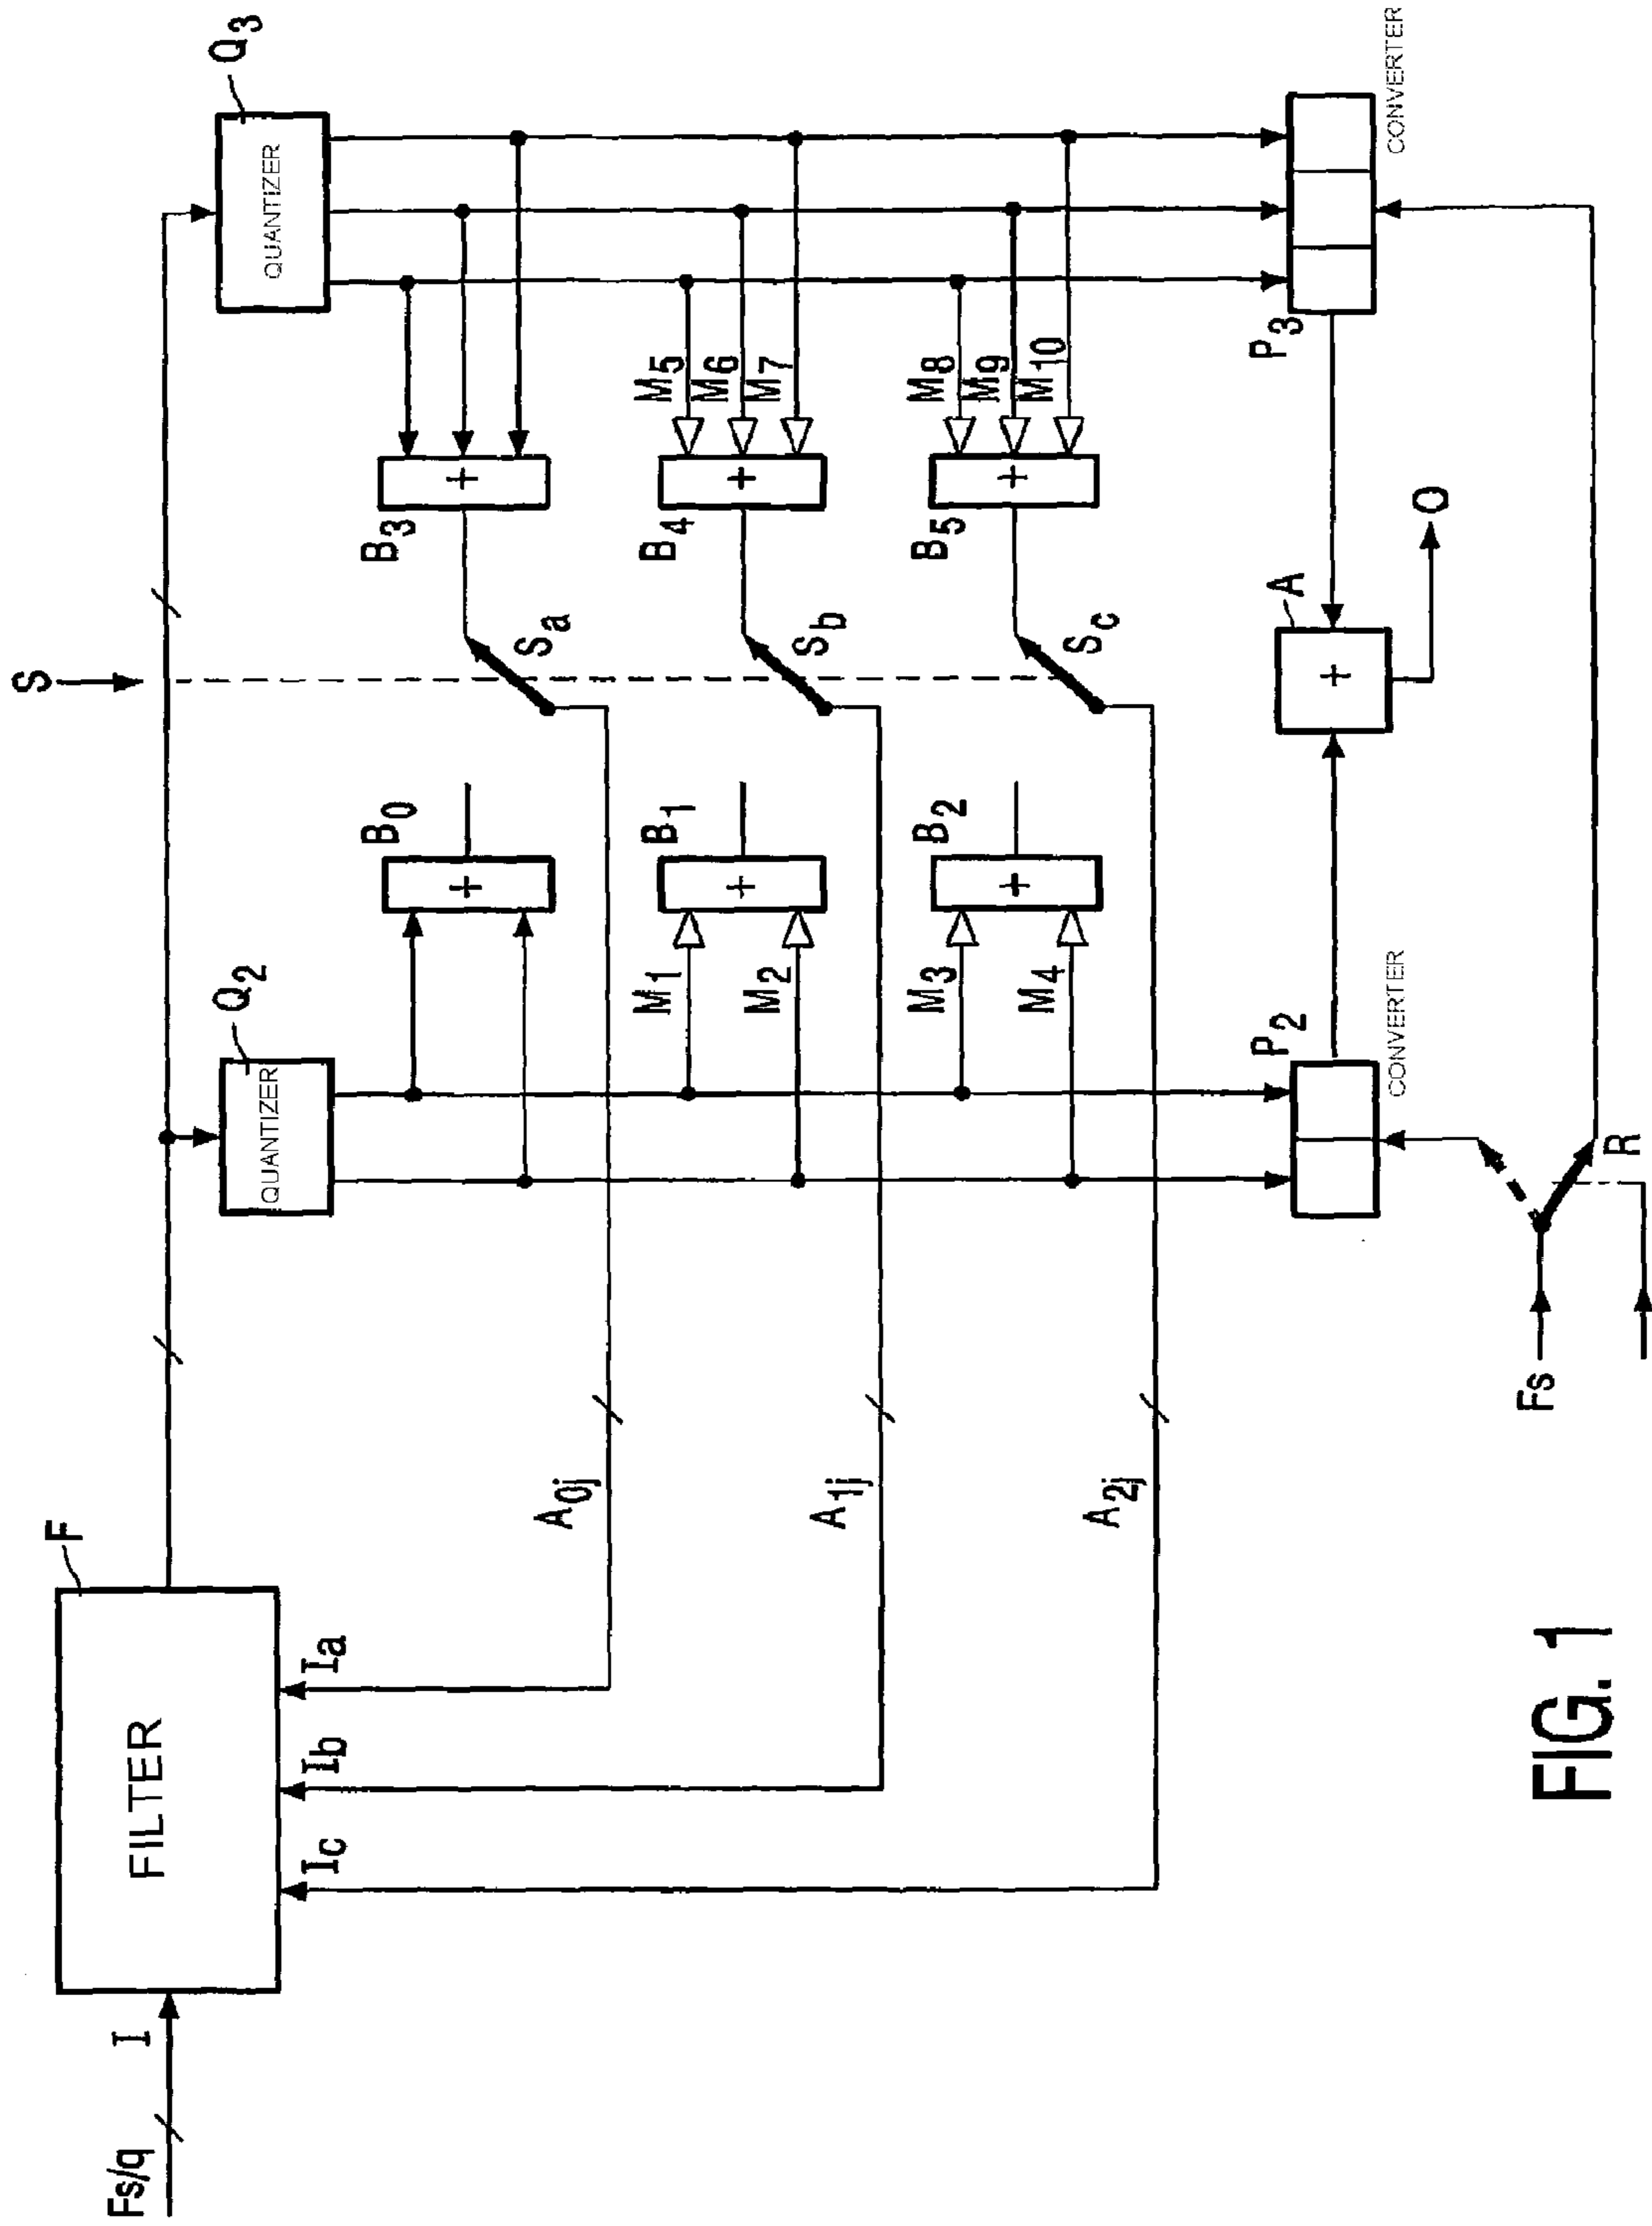 Fs/q
I
FILTER
F
Ia
Ib
Ic
A0j
A1j
A2j
S
QUANTIZER
Q2
QUANTIZER
Q3
B0
B1
B2
M1
M2
M3
M4
Sa
Sb
Sc
B3
B4
B5
M5
M6
M7
M8
M9
M10
P2
CONVERTER
A
O
P3
CONVERTER
+
+
+
+
+
+
+
Fs
R
FIG. 1